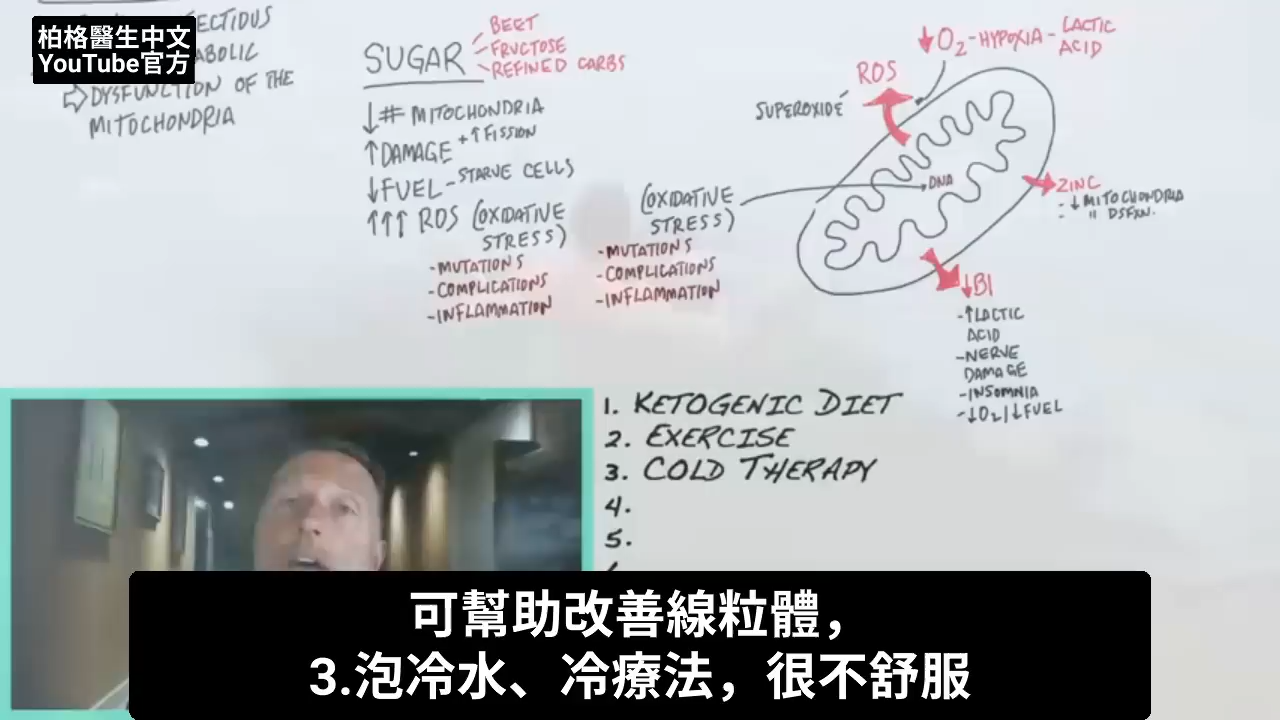 柏格醫生中文
YouTube官方
DYSFUNCTION OF THE
MITOCHONDRIA
SUGAR
BEET
FRUCTOSE
REFINED CARBS
↓# MITOCHONDRIA
+↑FISSION
↑DAMAGE
↓FUEL - STARVE CELLS
↑↑↑ ROS (OXIDATIVE
STRESS)
-MUTATIONS
-COMPLICATIONS
-INFLAMMATION
(OXIDATIVE
STRESS)
-MUTATIONS
-COMPLICATIONS
-INFLAMMATION
↓O2-HYPOXIA-LACTIC
ACID
ROS
SUPEROXIDE
DNA
ZINC
-↓MITOCHONDRIA
- " DSFXN.
↓B1
-↑LACTIC
ACID
-NERVE
DAMAGE
-INSOMNIA
-↓O2/↓FUEL
1. KETOGENIC DIET
2. EXERCISE
3. COLD THERAPY
4.
5.
可幫助改善線粒體，
3.泡冷水、冷療法，很不舒服